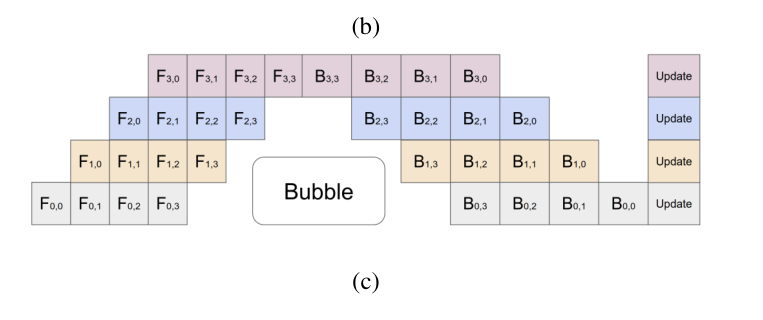 (b)
F3,0 F3,1 F3,2 F3,3 B3,3 B3,2 B3,1 B3,0 Update
F2,0 F2,1 F2,2 F2,3 B2,3 B2,2 B2,1 B2,0 Update
F1,0 F1,1 F1,2 F1,3 B1,3 B1,2 B1,1 B1,0 Update
Bubble
F0,0 F0,1 F0,2 F0,3 B0,3 B0,2 B0,1 B0,0 Update
(c)